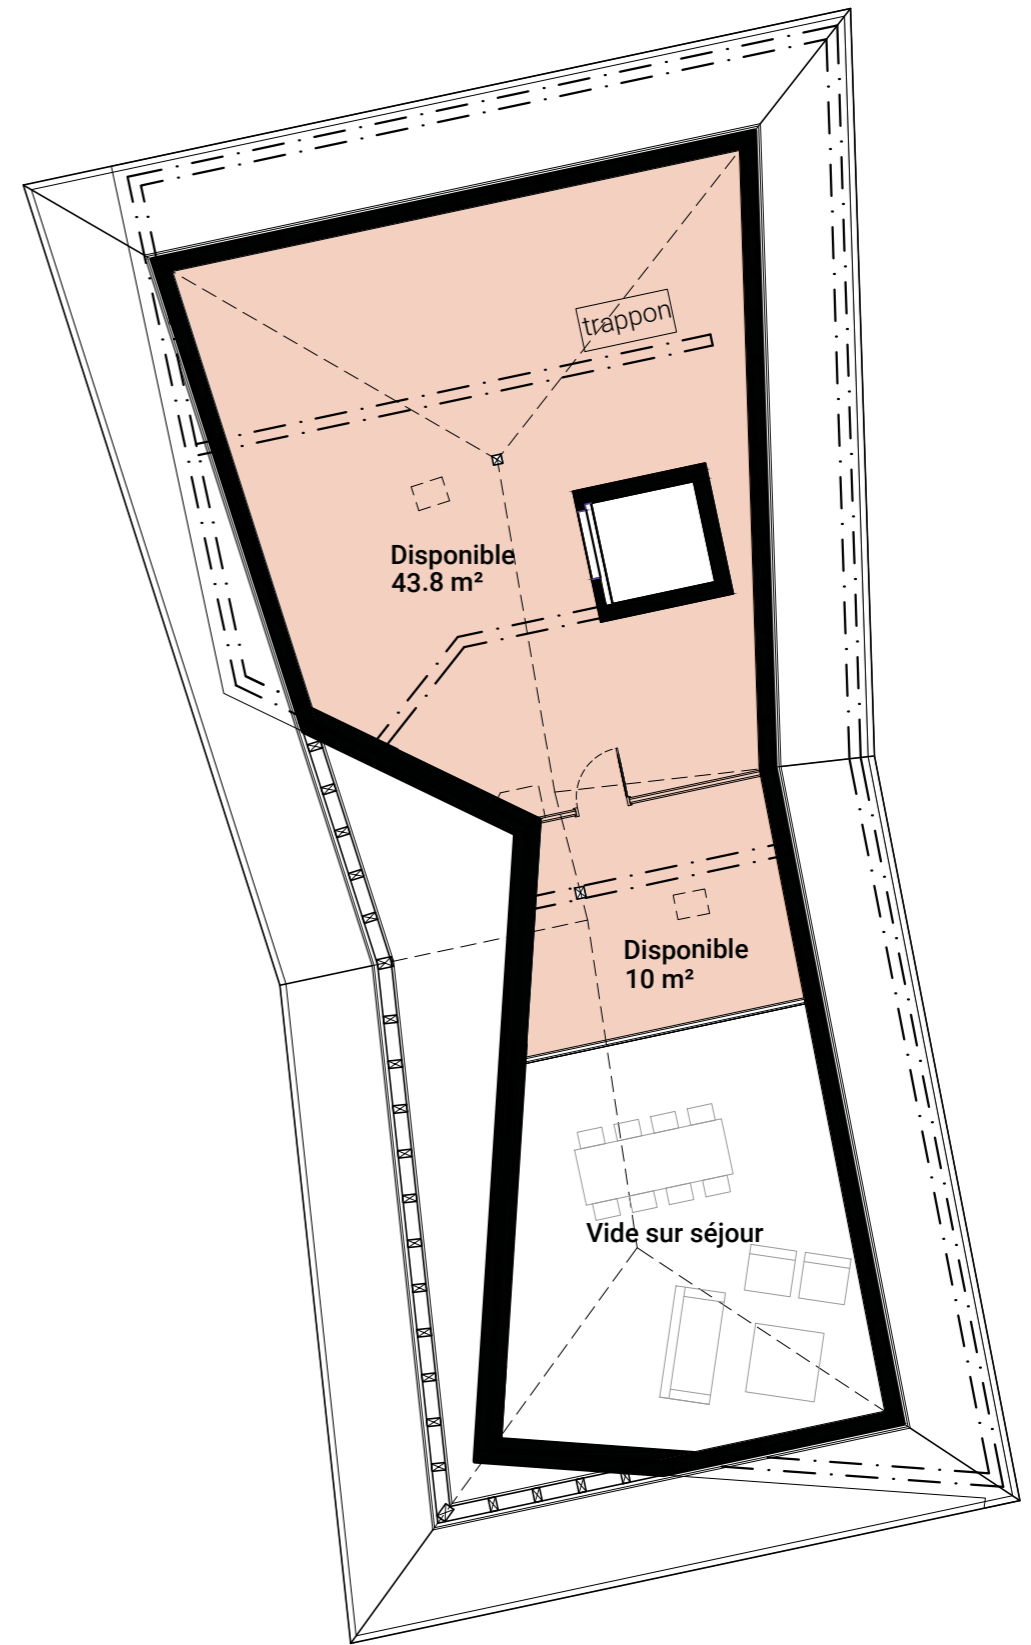 trappon
Disponible
43.8 m²
Disponible
10 m²
Vide sur séjour